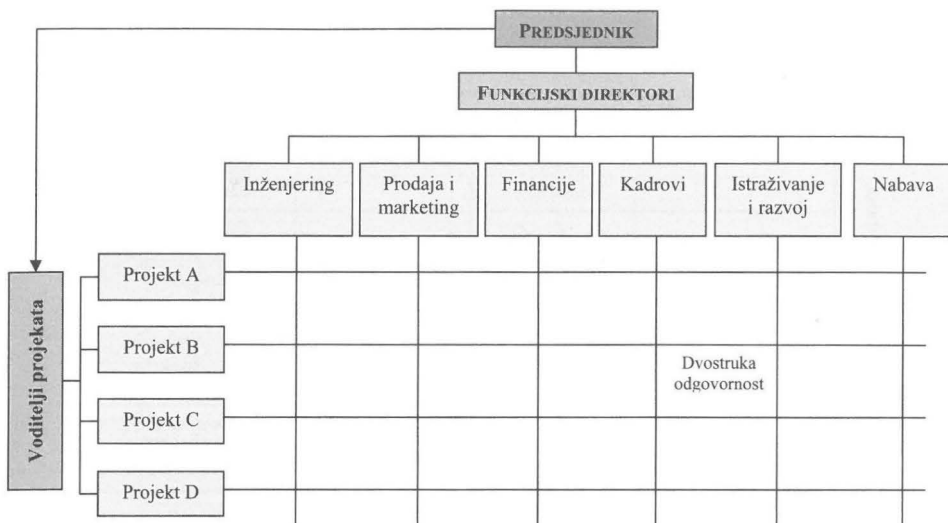 PREDSJEDNIK
FUNKCIJSKI DIREKTORI
Inženjering
Prodaja i
marketing
Financije
Kadrovi
Istraživanje
i razvoj
Nabava
Voditelji projekata
Projekt A
Projekt B
Dvostruka
odgovornost
Projekt C
Projekt D